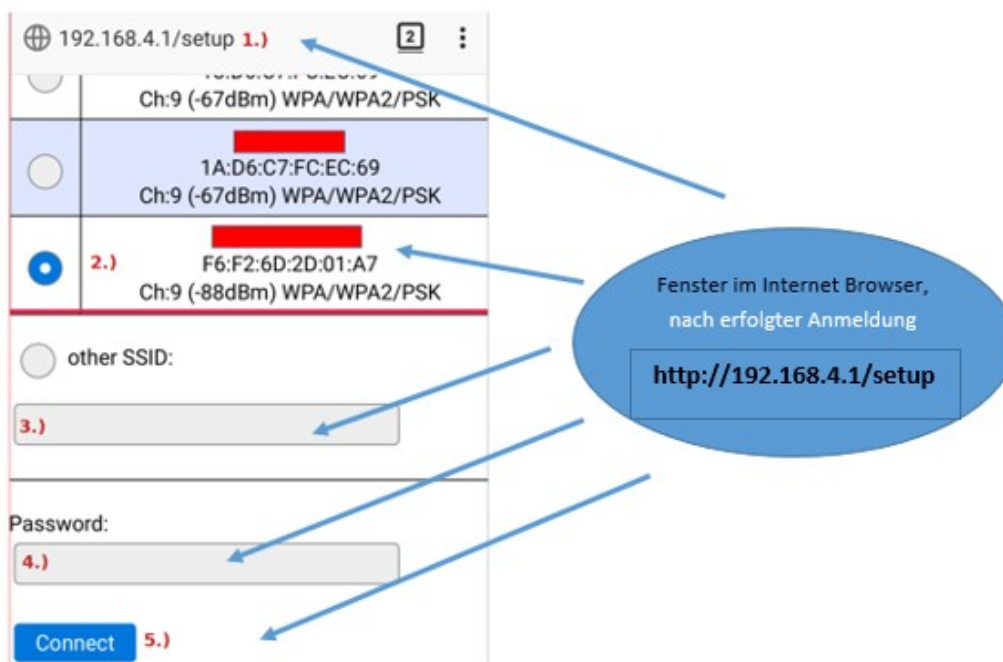 192.168.4.1/setup 1.)
2
Ch:9 (-67dBm) WPA/WPA2/PSK
1A:D6:C7:FC:EC:69
Ch:9 (-67dBm) WPA/WPA2/PSK
2.) F6:F2:6D:2D:01:A7
Ch:9 (-88dBm) WPA/WPA2/PSK
other SSID:
3.)
Password:
4.)
Connect 5.)
Fenster im Internet Browser,
nach erfolgter Anmeldung
http://192.168.4.1/setup